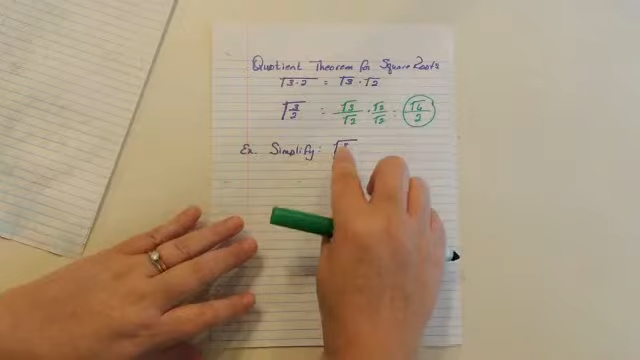 Quotient Theorem for Square Roots
√3·2 = √3 · √2
√3/2 = √3/√2 · √2/√2 = √6/2
Ex. Simplify: